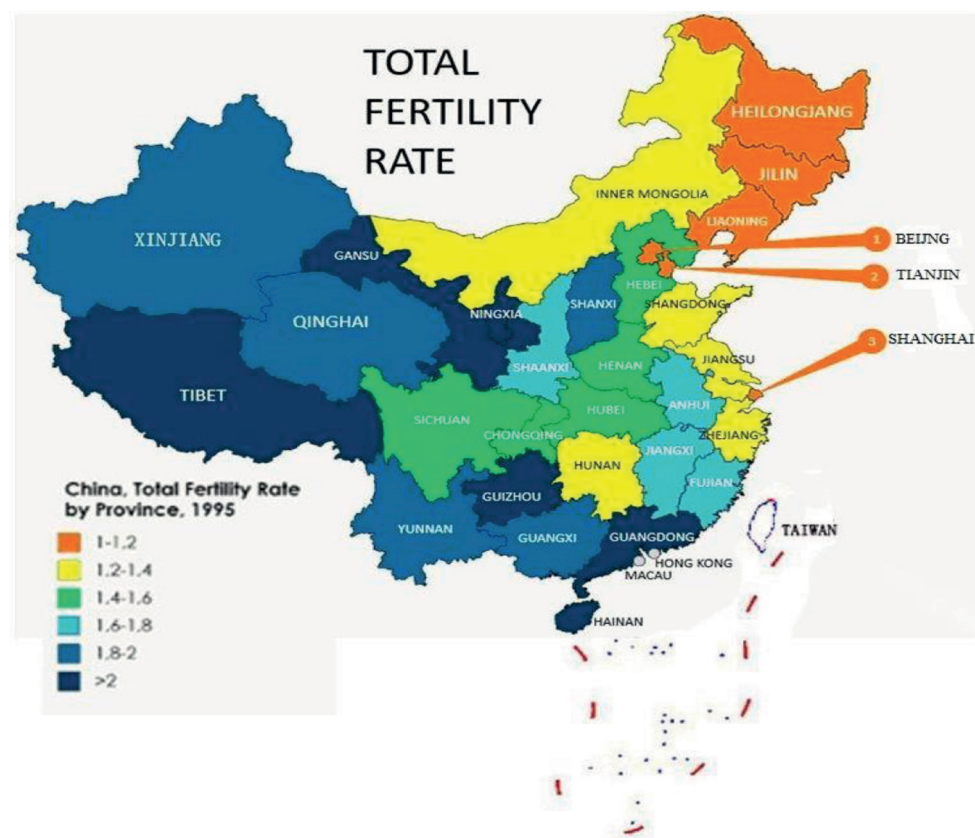 TOTAL
FERTILITY
RATE
HEILONGJANG
JILIN
INNER MONGOLIA
LIAONING
1 BEIJNG
XINJIANG
GANSU
2 TIANJIN
HEBEI
NINGXIA
SHANXI
SHANGDONG
QINGHAI
3 SHANGHAI
JIANGSU
SHAANXI
HENAN
TIBET
ANHUI
HUBEI
SICHUAN
CHONGQING
ZHEJIANG
JIANGXI
HUNAN
FUJIAN
GUIZHOU
China, Total Fertility Rate
by Province, 1995
YUNNAN
GUANGXI
GUANGDONG
TAIWAN
HONG KONG
MACAU
HAINAN
1-1,2
1,2-1,4
1,4-1,6
1,6-1,8
1,8-2
>2